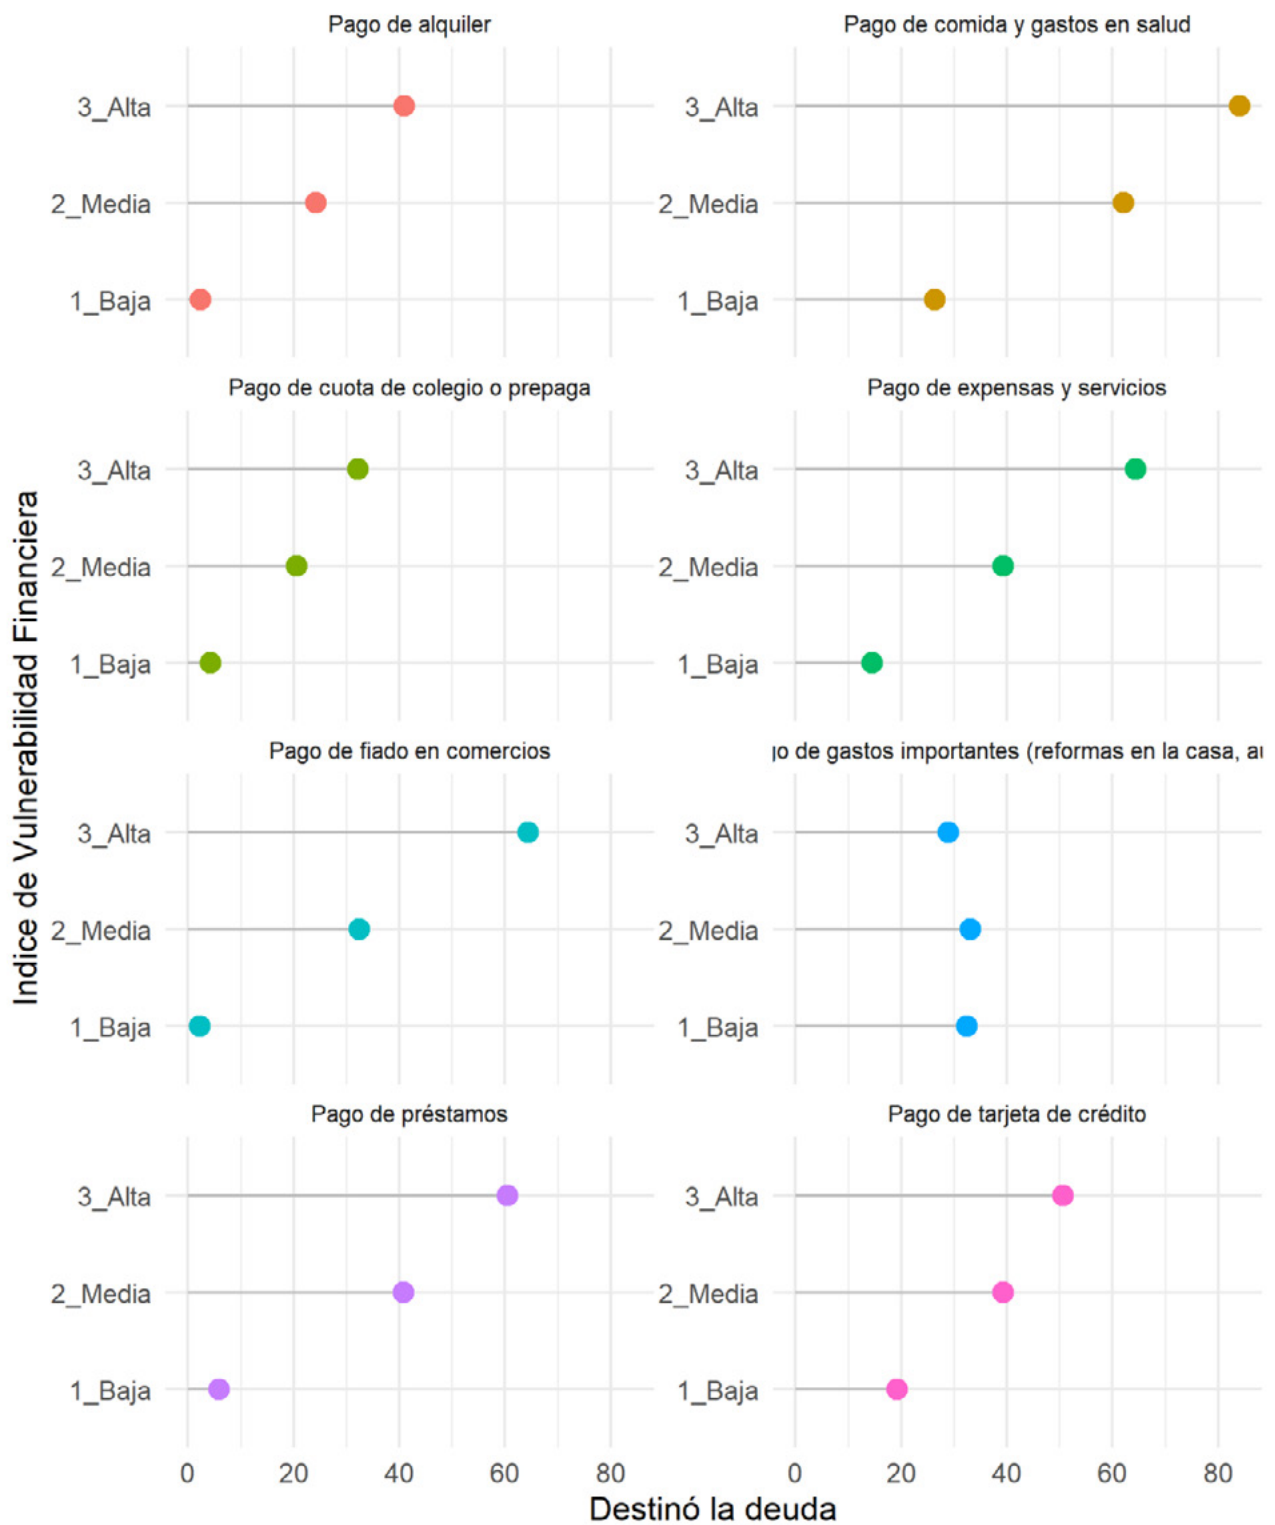 Pago de alquiler
Pago de comida y gastos en salud
3_Alta
2_Media
1_Baja
3_Alta
2_Media
1_Baja
Pago de cuota de colegio o prepaga
Pago de expensas y servicios
3_Alta
2_Media
1_Baja
3_Alta
2_Media
1_Baja
Indice de Vulnerabilidad Financiera
Pago de fiado en comercios
de gastos importantes (reformas en la casa,
3_Alta
2_Media
1_Baja
3_Alta
2_Media
1_Baja
Pago de préstamos
Pago de tarjeta de crédito
3_Alta
2_Media
1_Baja
3_Alta
2_Media
1_Baja
0 20 40 60 80
0 20 40 60 80
Destinó la deuda